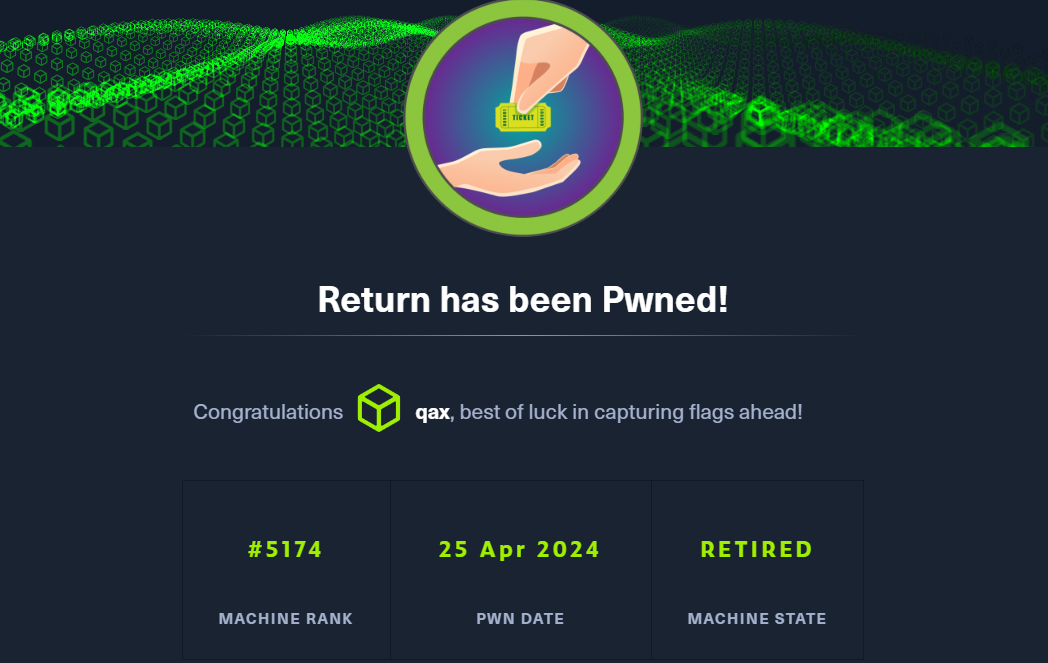 TICKET
Return has been Pwned!
Congratulations qax, best of luck in capturing flags ahead!
#5174 25 Apr 2024 RETIRED
MACHINE RANK PWN DATE MACHINE STATE